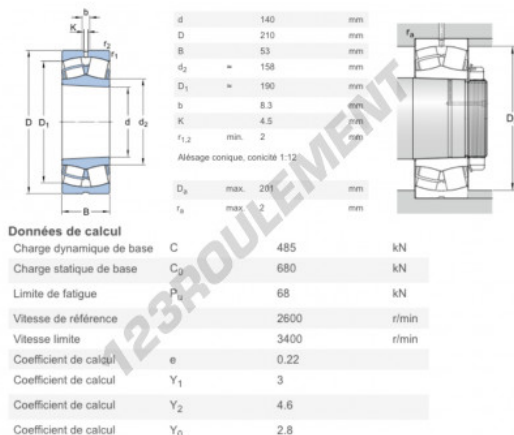 b
K
r2
r1
D D1 d d2
B
d 140 mm
D 210 mm
B 53 mm
d2 ≈ 158 mm
D1 ≈ 190 mm
b 8.3 mm
K 4.5 mm
r1,2 min. 2 mm
Alésage conique, conicité 1:12
Da max. 201 mm
ra max. 2 mm
ra
D
Données de calcul
Charge dynamique de base C 485 kN
Charge statique de base C0 680 kN
Limite de fatigue Pu 68 kN
Vitesse de référence 2600 r/min
Vitesse limite 3400 r/min
Coefficient de calcul e 0.22
Coefficient de calcul Y1 3
Coefficient de calcul Y2 4.6
Coefficient de calcul Y0 2.8
123ROULEMENT